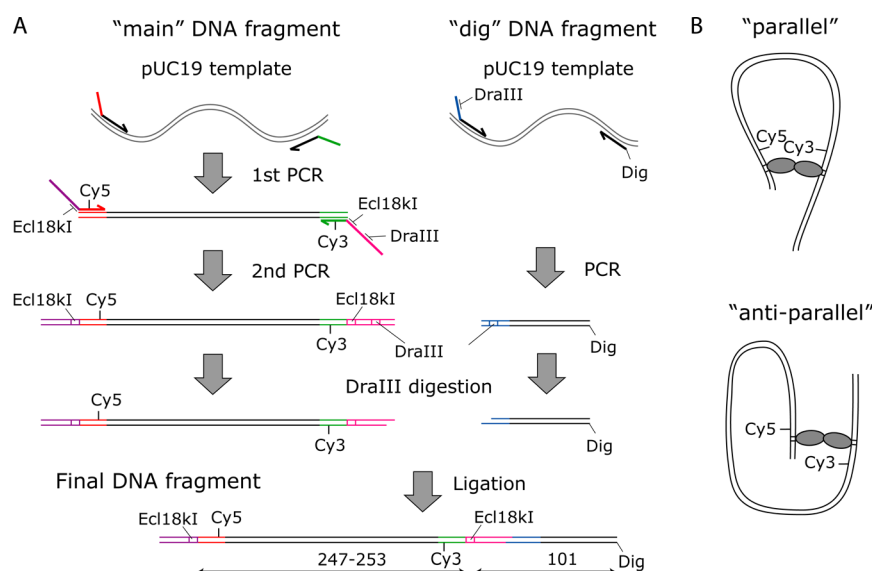 A
"main" DNA fragment
pUC19 template
1st PCR
Cy5
Ecl18kI
Ecl18kI
DraIII
Cy3
2nd PCR
Ecl18kI
Cy5
Ecl18kI
Cy3
DraIII
"dig" DNA fragment
pUC19 template
DraIII
Dig
PCR
Dig
DraIII digestion
Cy5
Cy3
Dig
Final DNA fragment
Ligation
Ecl18kI
Cy5
Ecl18kI
247-253
Cy3
101
Dig
B
"parallel"
Cy5
Cy3
"anti-parallel"
Cy5
Cy3